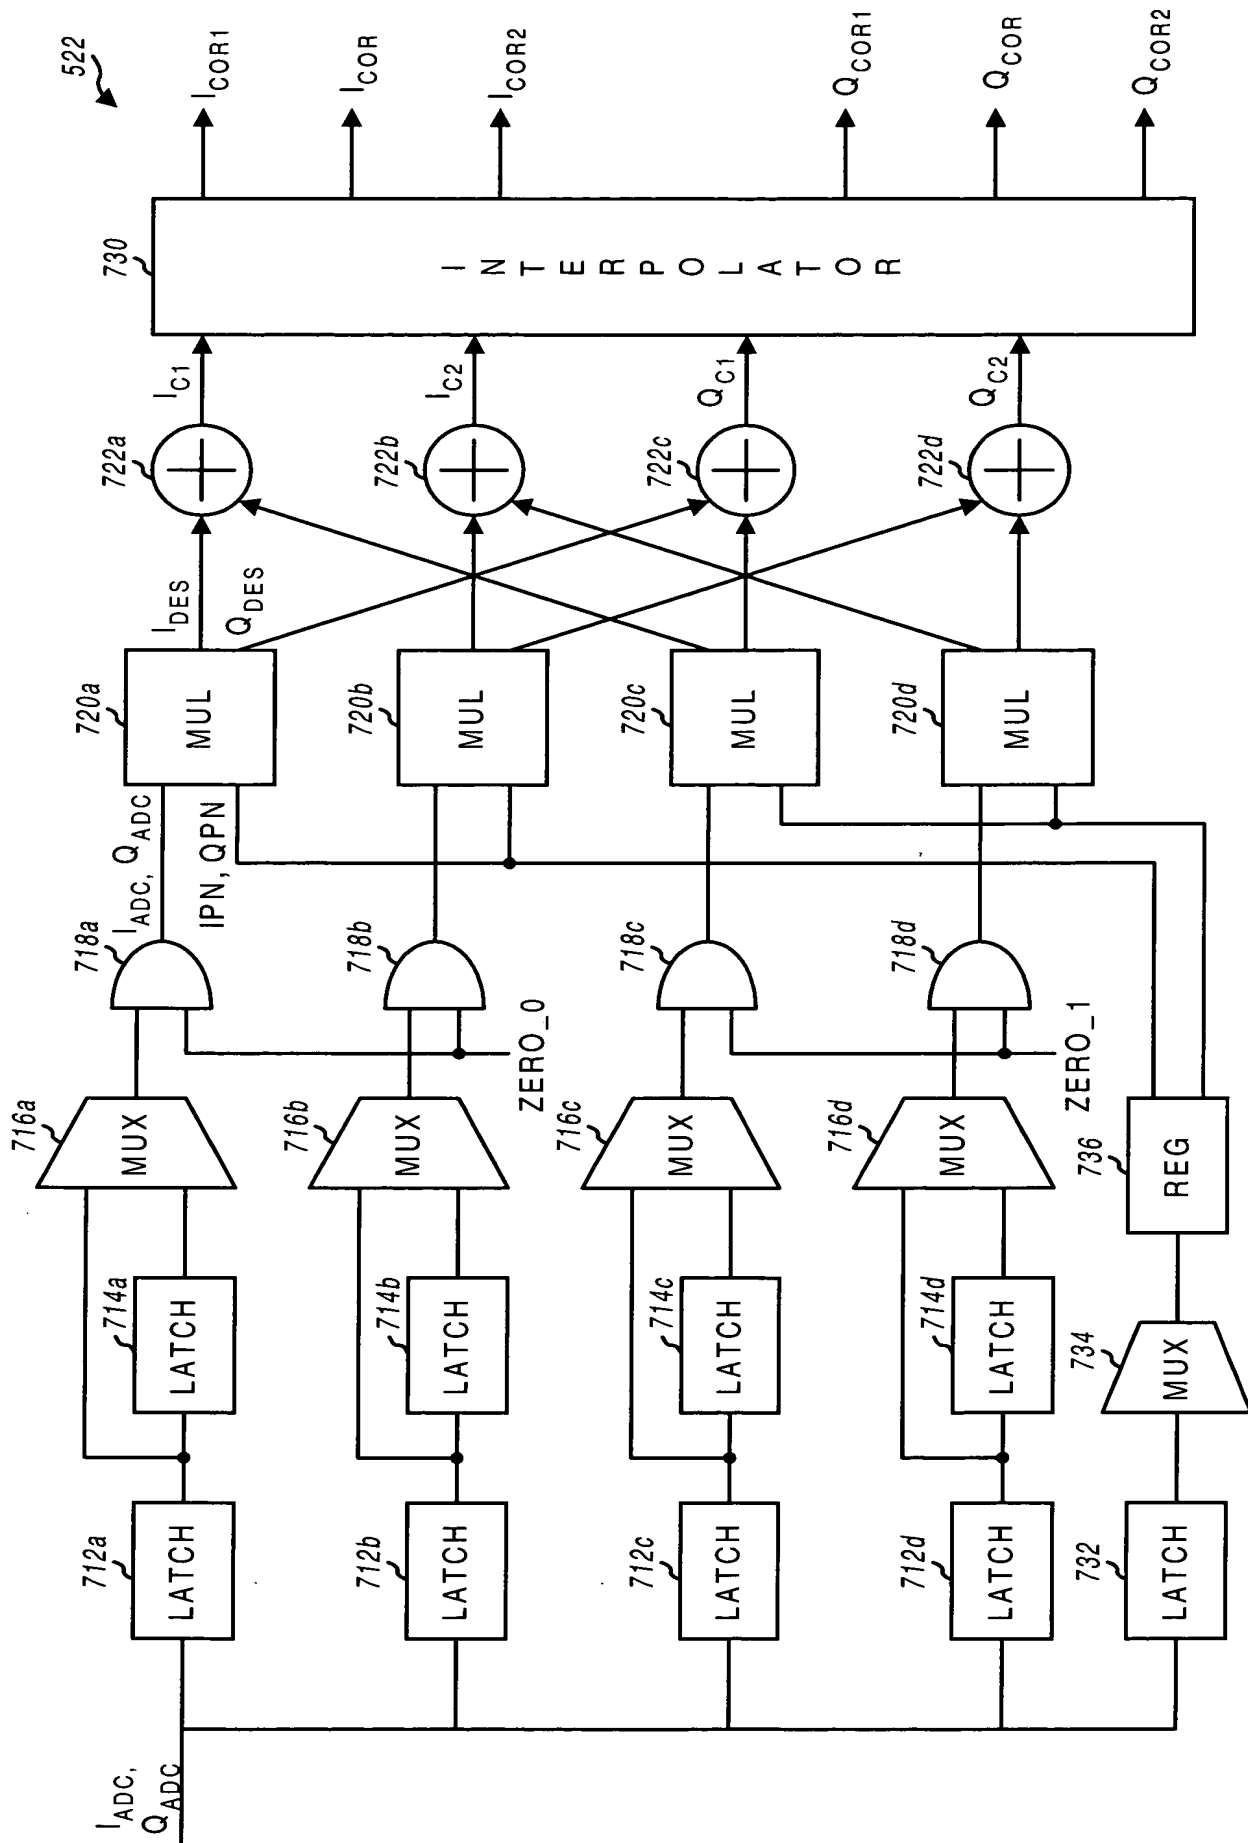 522
I_ADC,
Q_ADC
712a
LATCH
714a
LATCH
716a
MUX
718a
I_ADC, Q_ADC
IPN, QPN
720a
MUL
I_DES
Q_DES
722a
I_C1
712b
LATCH
714b
LATCH
716b
MUX
718b
ZERO_0
720b
MUL
722b
I_C2
712c
LATCH
714c
LATCH
716c
MUX
718c
720c
MUL
722c
Q_C1
712d
LATCH
714d
LATCH
716d
MUX
718d
ZERO_1
720d
MUL
722d
Q_C2
732
LATCH
734
MUX
736
REG
730
INTERPOLATOR
I_COR1
I_COR
I_COR2
Q_COR1
Q_COR
Q_COR2